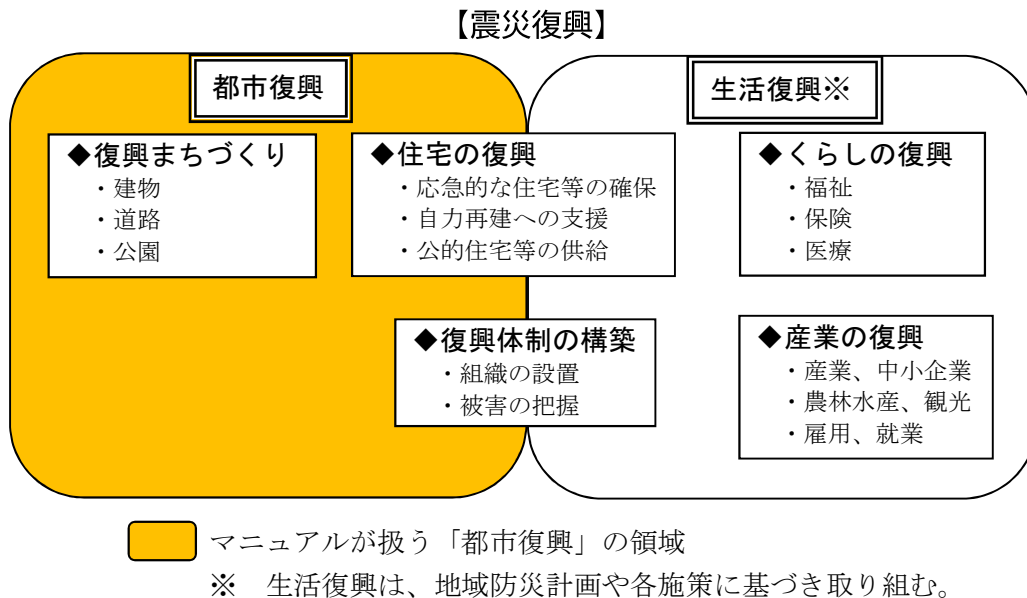 【震災復興】
都市復興
生活復興※
◆復興まちづくり
・建物
・道路
・公園
◆住宅の復興
・応急的な住宅等の確保
・自力再建への支援
・公的住宅等の供給
◆くらしの復興
・福祉
・保険
・医療
◆復興体制の構築
・組織の設置
・被害の把握
◆産業の復興
・産業、中小企業
・農林水産、観光
・雇用、就業
マニュアルが扱う「都市復興」の領域
※　生活復興は、地域防災計画や各施策に基づき取り組む。